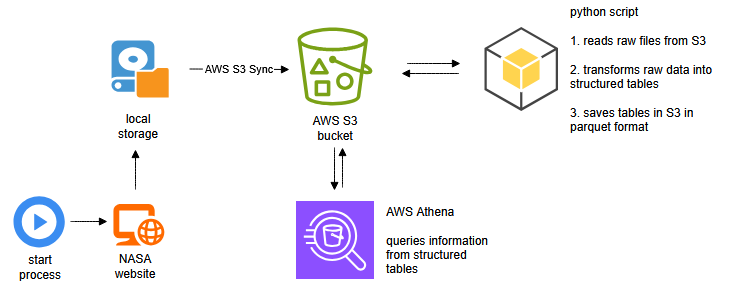 python script
1. reads raw files from S3
2. transforms raw data into
structured tables
3. saves tables in S3 in
parquet format
AWS S3 Sync
local
storage
AWS S3
bucket
AWS Athena
queries information
from structured
tables
start
process
NASA
website